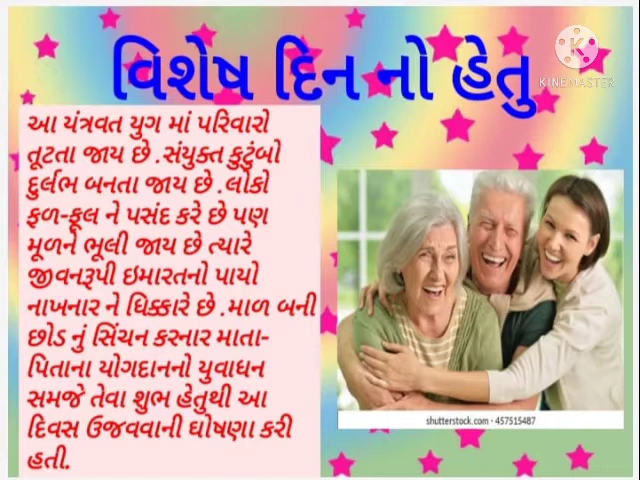 વિશેષ દિન નો હેતુ
KINEMASTER
આ યંત્રવત યુગ માં પરિવારો
તૂટતા જાય છે .સંયુક્ત કુટુંબો
દુર્લભ બનતા જાય છે .લોકો
ફળ-ફૂલ ને પસંદ કરે છે પણ
મૂળને ભૂલી જાય છે ત્યારે
જીવનરૂપી ઇમારતનો પાયો
નાખનાર ને ધિક્કારે છે .માળ બની
છોડ નું સિંચન કરનાર માતા-
પિતાના યોગદાનનો યુવાધન
સમજે તેવા શુભ હેતુથી આ
દિવસ ઉજવવાની ઘોષણા કરી
હતી.
shutterstock.com · 457515487